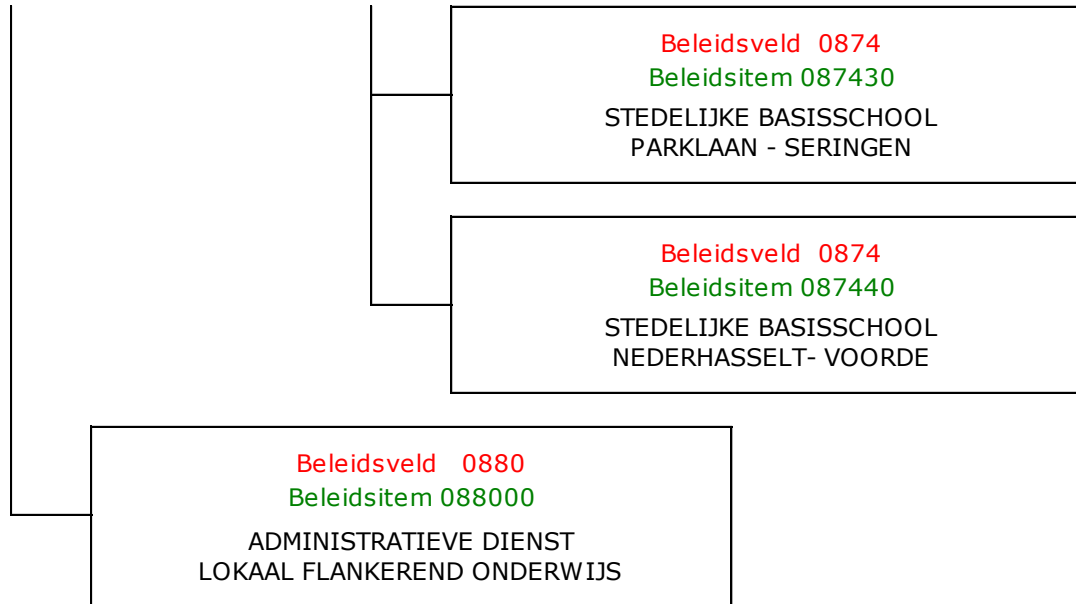 Beleidsveld 0874
Beleidsitem 087430
STEDELIJKE BASISSCHOOL
PARKLAAN - SERINGEN
Beleidsveld 0874
Beleidsitem 087440
STEDELIJKE BASISSCHOOL
NEDERHASSELT- VOORDE
Beleidsveld 0880
Beleidsitem 088000
ADMINISTRATIEVE DIENST
LOKAAL FLANKEREND ONDERWIJS